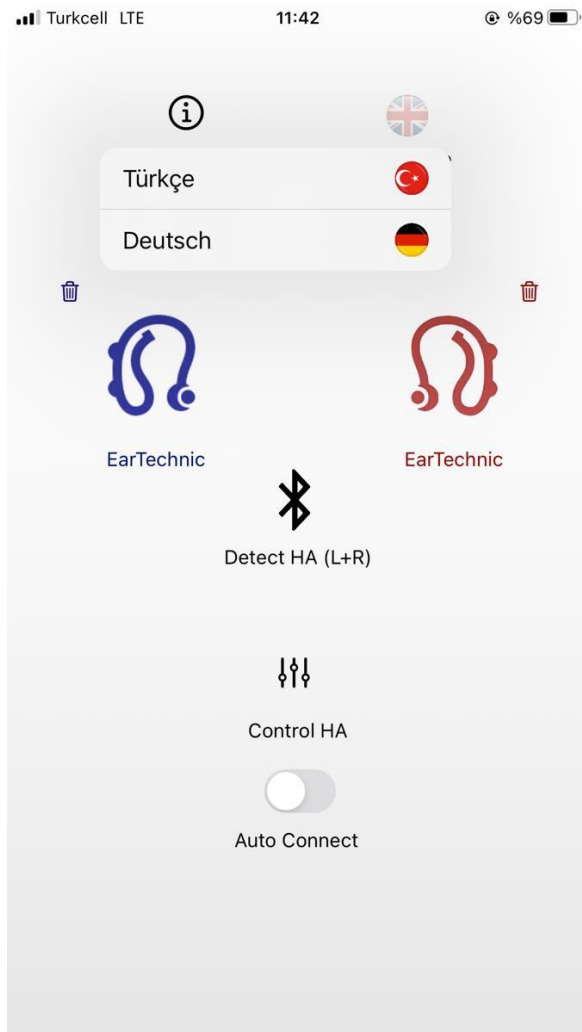 Turkcell LTE 11:42 %69
Türkçe
Deutsch
EarTechnic EarTechnic
Detect HA (L+R)
Control HA
Auto Connect